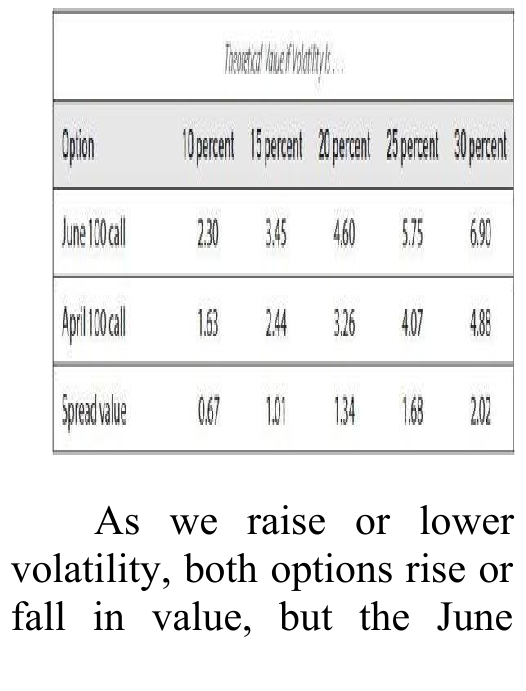 Theoretical Value if Volatility Is . . .
Option 10 percent 15 percent 20 percent 25 percent 30 percent
June 100 call 2.30 3.45 4.60 5.75 6.90
April 100 call 1.63 2.44 3.26 4.07 4.88
Spread value 0.67 1.01 1.34 1.68 2.02
As we raise or lower
volatility, both options rise or
fall in value, but the June